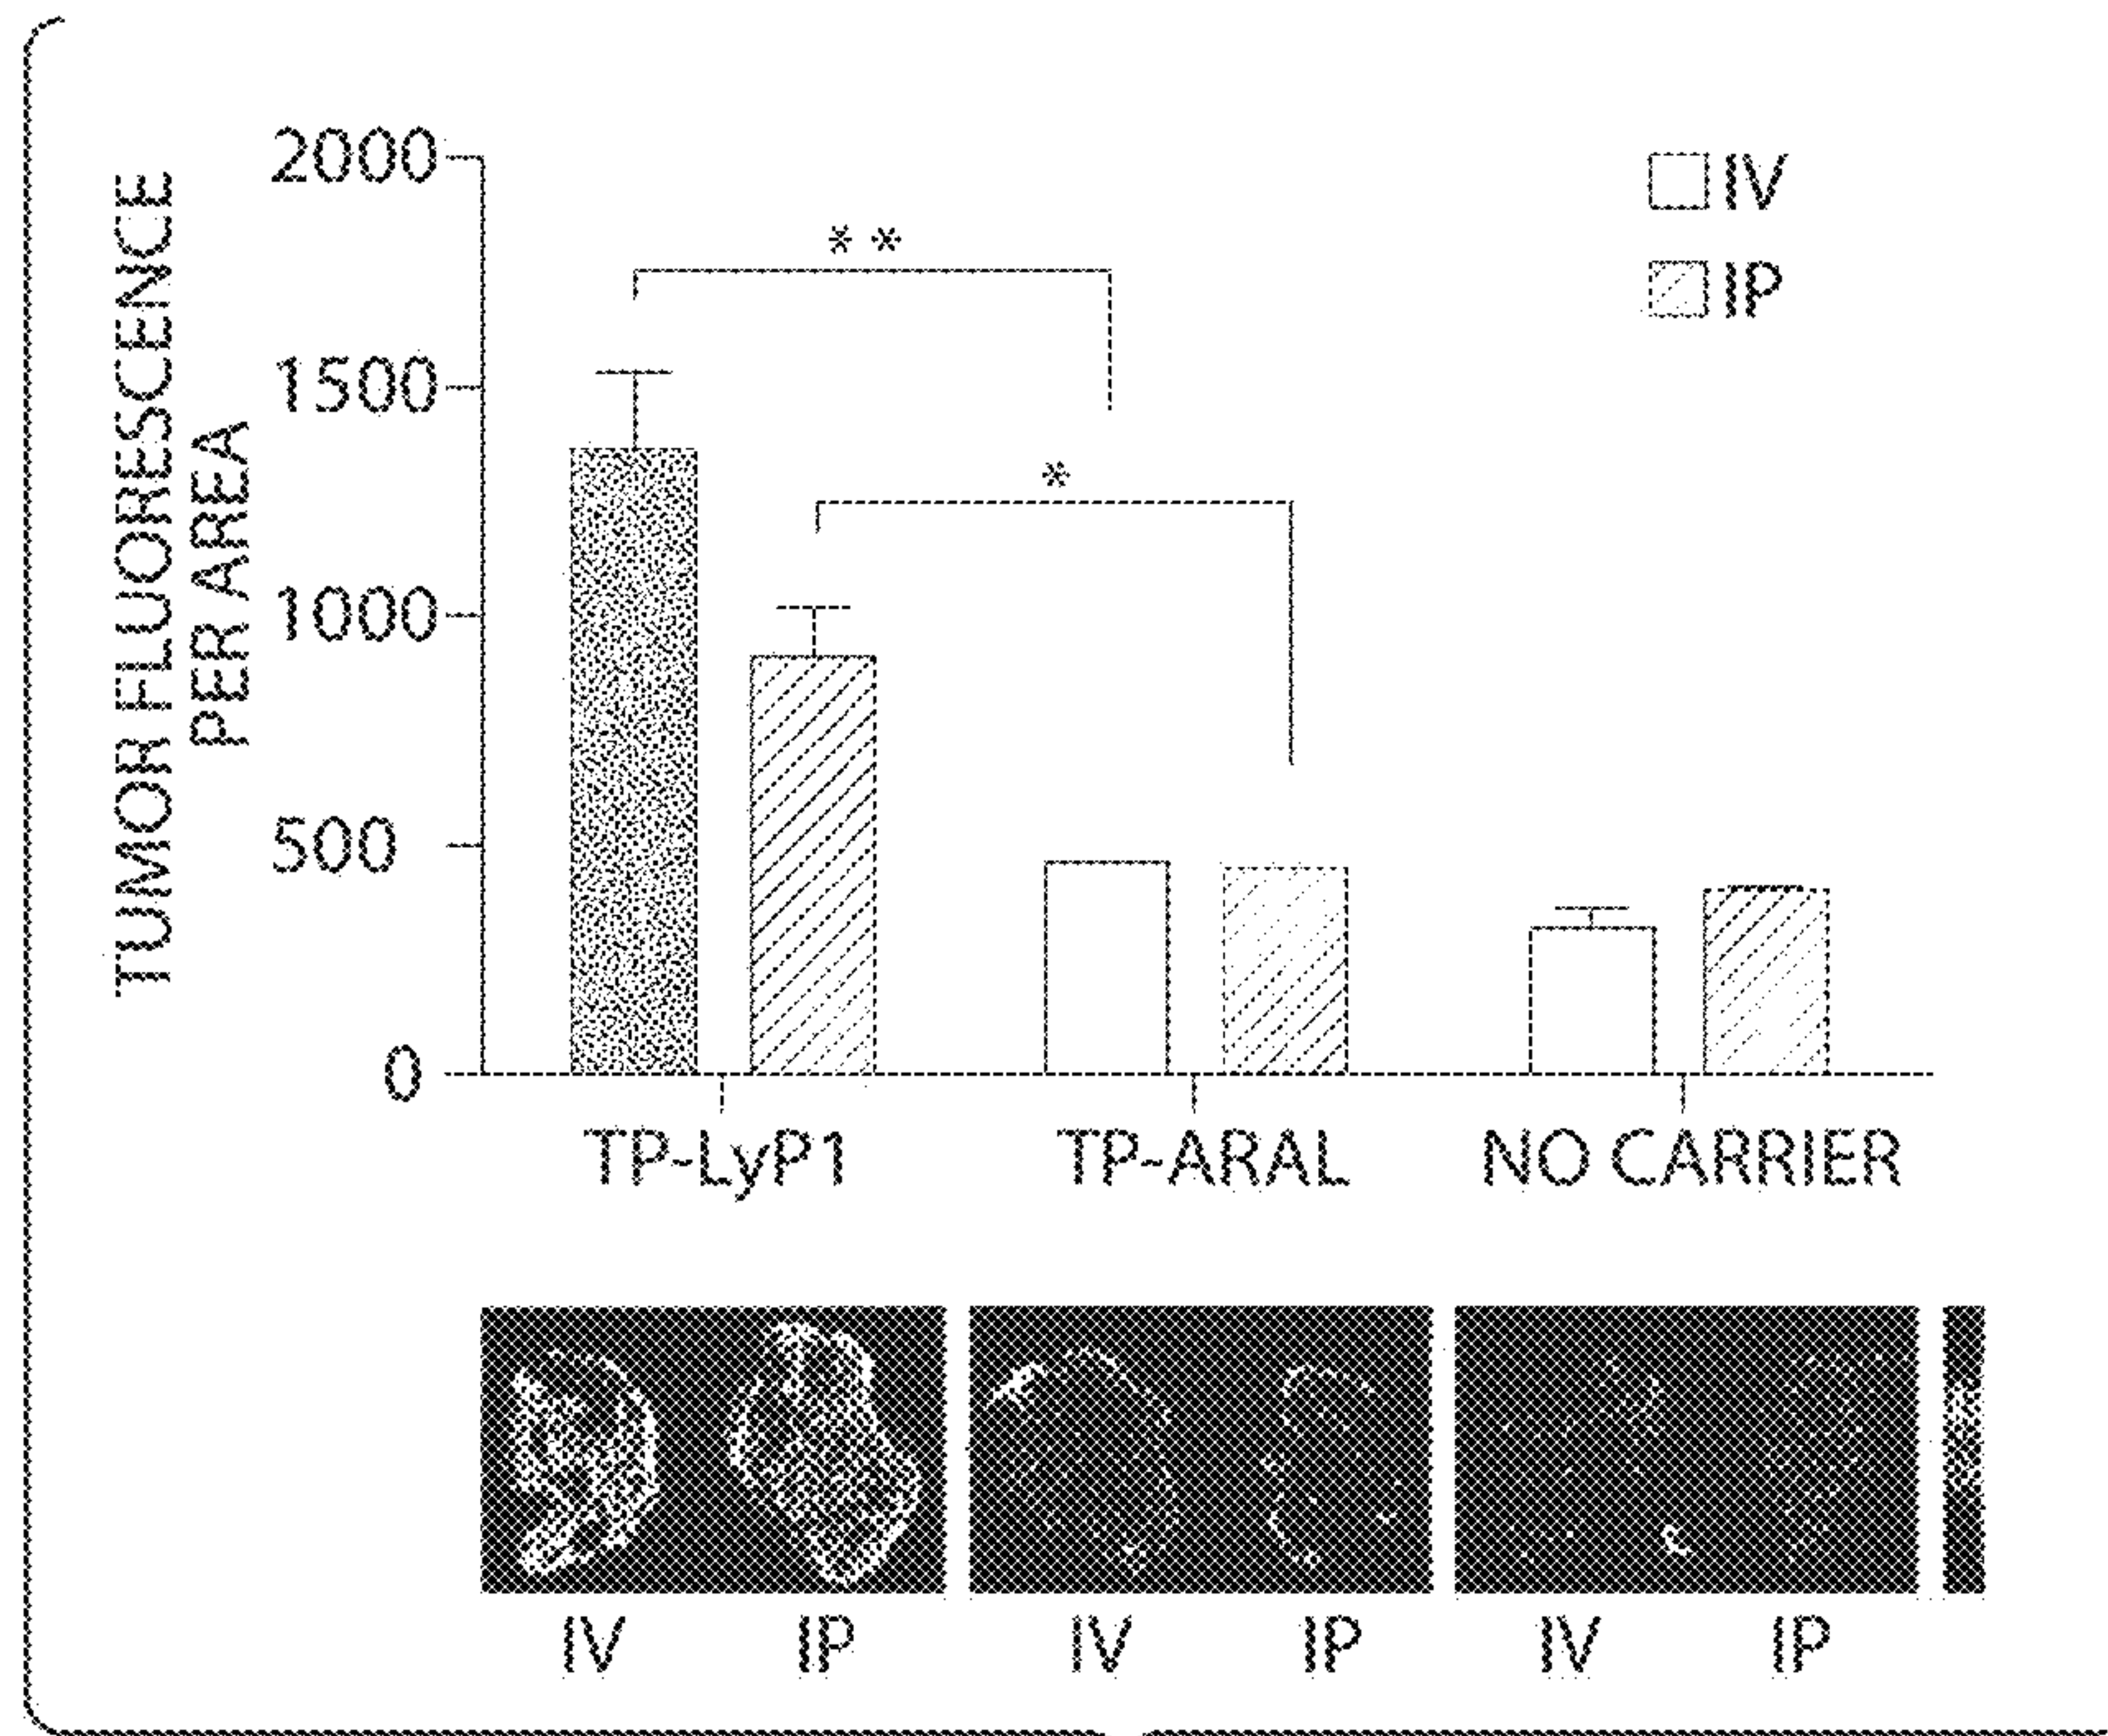 TUMOR FLUORESCENCE
PER AREA
2000
1500
1000
500
0
IV
IP
* *
*
TP-LyP1
TP-ARAL
NO CARRIER
IV
IP
IV
IP
IV
IP